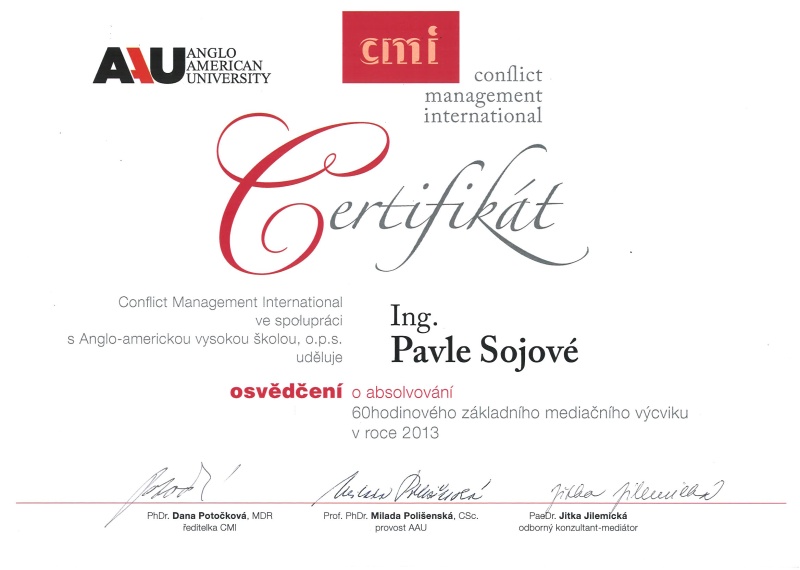 AAU ANGLO
AMERICAN
UNIVERSITY
cmi
conflict
management
international
Certifikát
Conflict Management International
ve spolupráci
s Anglo-americkou vysokou školou, o.p.s.
uděluje
Ing.
Pavle Sojové
osvědčení o absolvování
60hodinového základního mediačního výcviku
v roce 2013
Jitka Jilemická
PhDr. Dana Potočková, MDR
ředitelka CMI
Prof. PhDr. Milada Polišenská, CSc.
provost AAU
PaeDr. Jitka Jilemická
odborný konzultant-mediátor